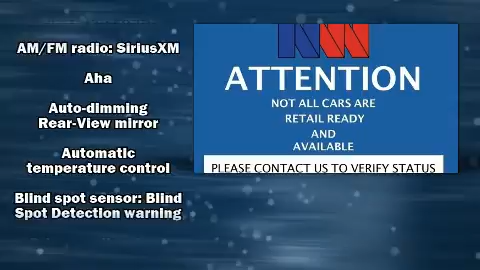 AM/FM radio: SiriusXM
Aha
Auto-dimming
Rear-View mirror
Automatic
temperature control
Blind spot sensor: Blind
Spot Detection warning
ATTENTION
NOT ALL CARS ARE
RETAIL READY
AND
AVAILABLE
PLEASE CONTACT US TO VERIFY STATUS